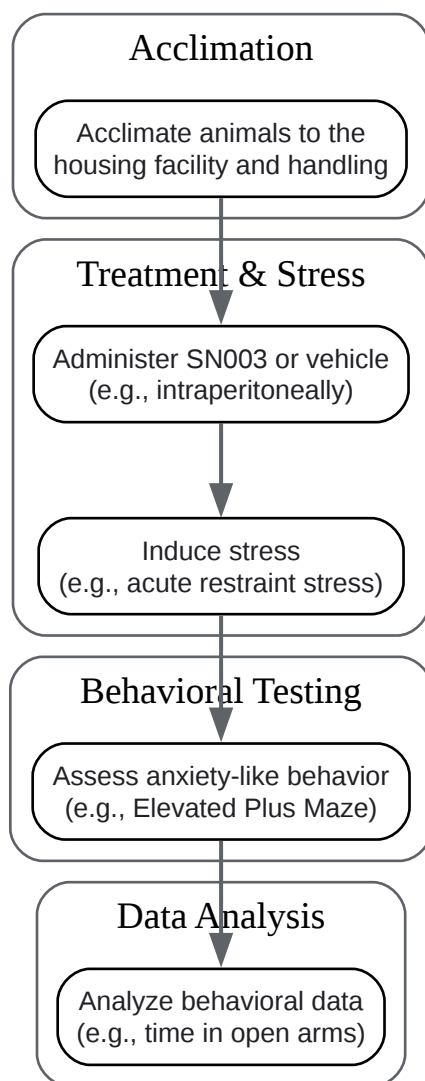 Acclimation
Acclimate animals to the
housing facility and handling
Treatment & Stress
Administer SN003 or vehicle
(e.g., intraperitoneally)
Induce stress
(e.g., acute restraint stress)
Behavioral Testing
Assess anxiety-like behavior
(e.g., Elevated Plus Maze)
Data Analysis
Analyze behavioral data
(e.g., time in open arms)